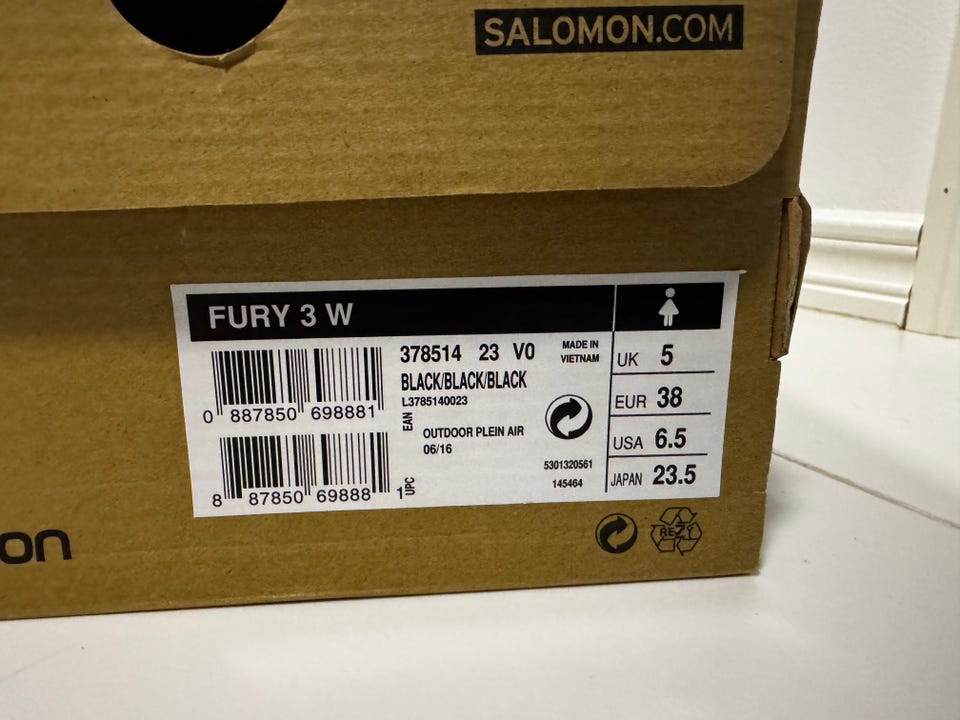 SALOMON.COM
FURY 3 W
0 887850 698881
8 87850 69888 1
EAN
UPC
378514 23 V0
BLACK/BLACK/BLACK
L3785140023
OUTDOOR PLEIN AIR
06/16
MADE IN
VIETNAM
5301320561
145464
UK 5
EUR 38
USA 6.5
JAPAN 23.5
on
REZY